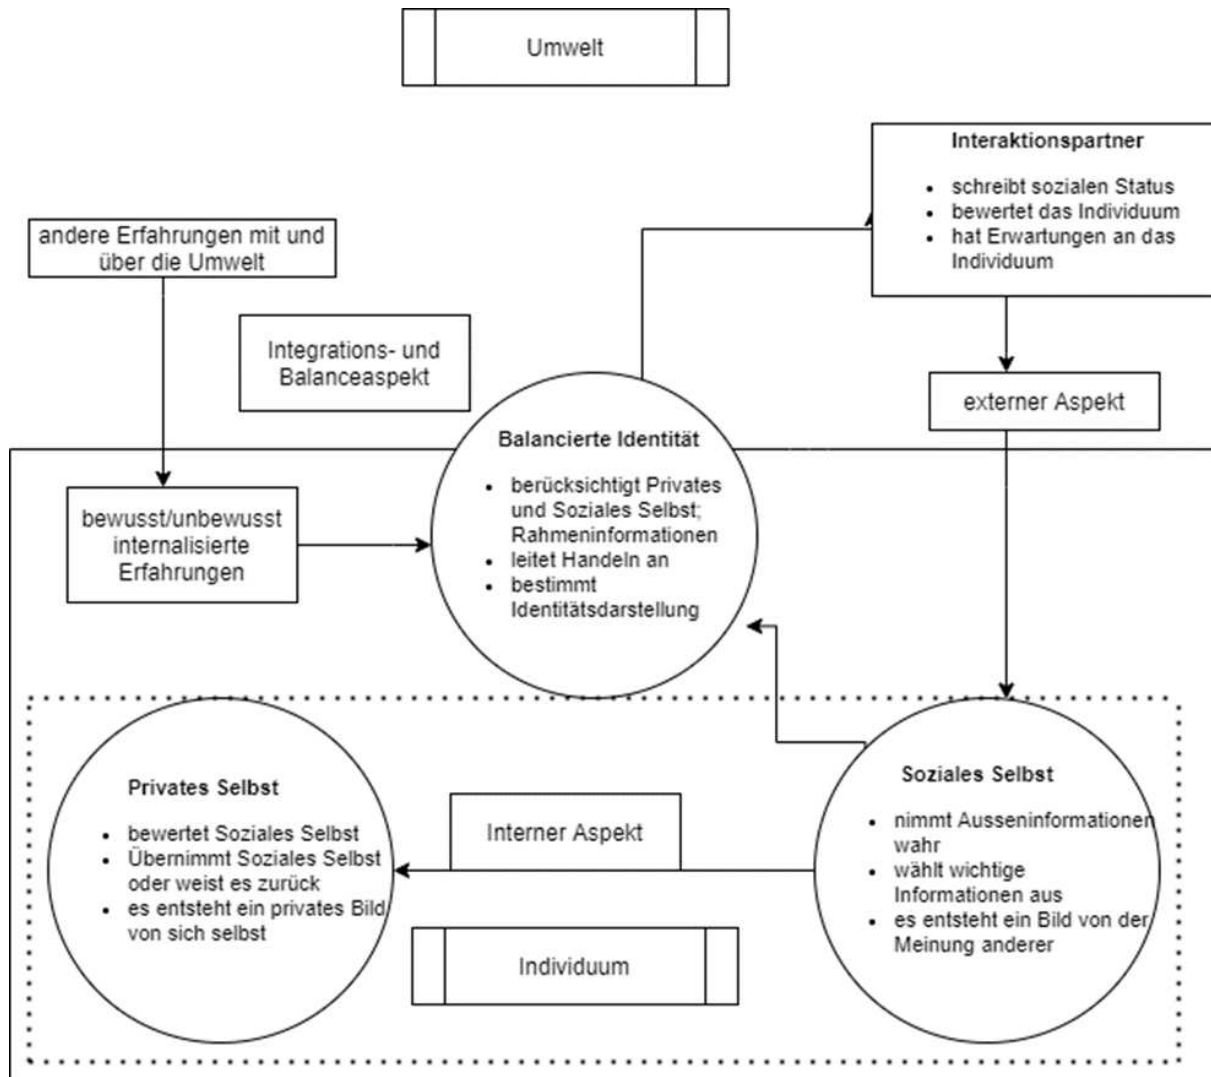 Umwelt
Interaktionspartner
• schreibt sozialen Status
• bewertet das Individuum
• hat Erwartungen an das
Individuum
andere Erfahrungen mit und
über die Umwelt
Integrations- und
Balanceaspekt
externer Aspekt
Balancierte Identität
• berücksichtigt Privates
und Soziales Selbst;
Rahmeninformationen
• leitet Handeln an
• bestimmt
Identitätsdarstellung
bewusst/unbewusst
internalisierte
Erfahrungen
Privates Selbst
• bewertet Soziales Selbst
• Übernimmt Soziales Selbst
oder weist es zurück
• es entsteht ein privates Bild
von sich selbst
Interner Aspekt
Soziales Selbst
• nimmt Ausseninformationen
wahr
• wählt wichtige
Informationen aus
• es entsteht ein Bild von der
Meinung anderer
Individuum